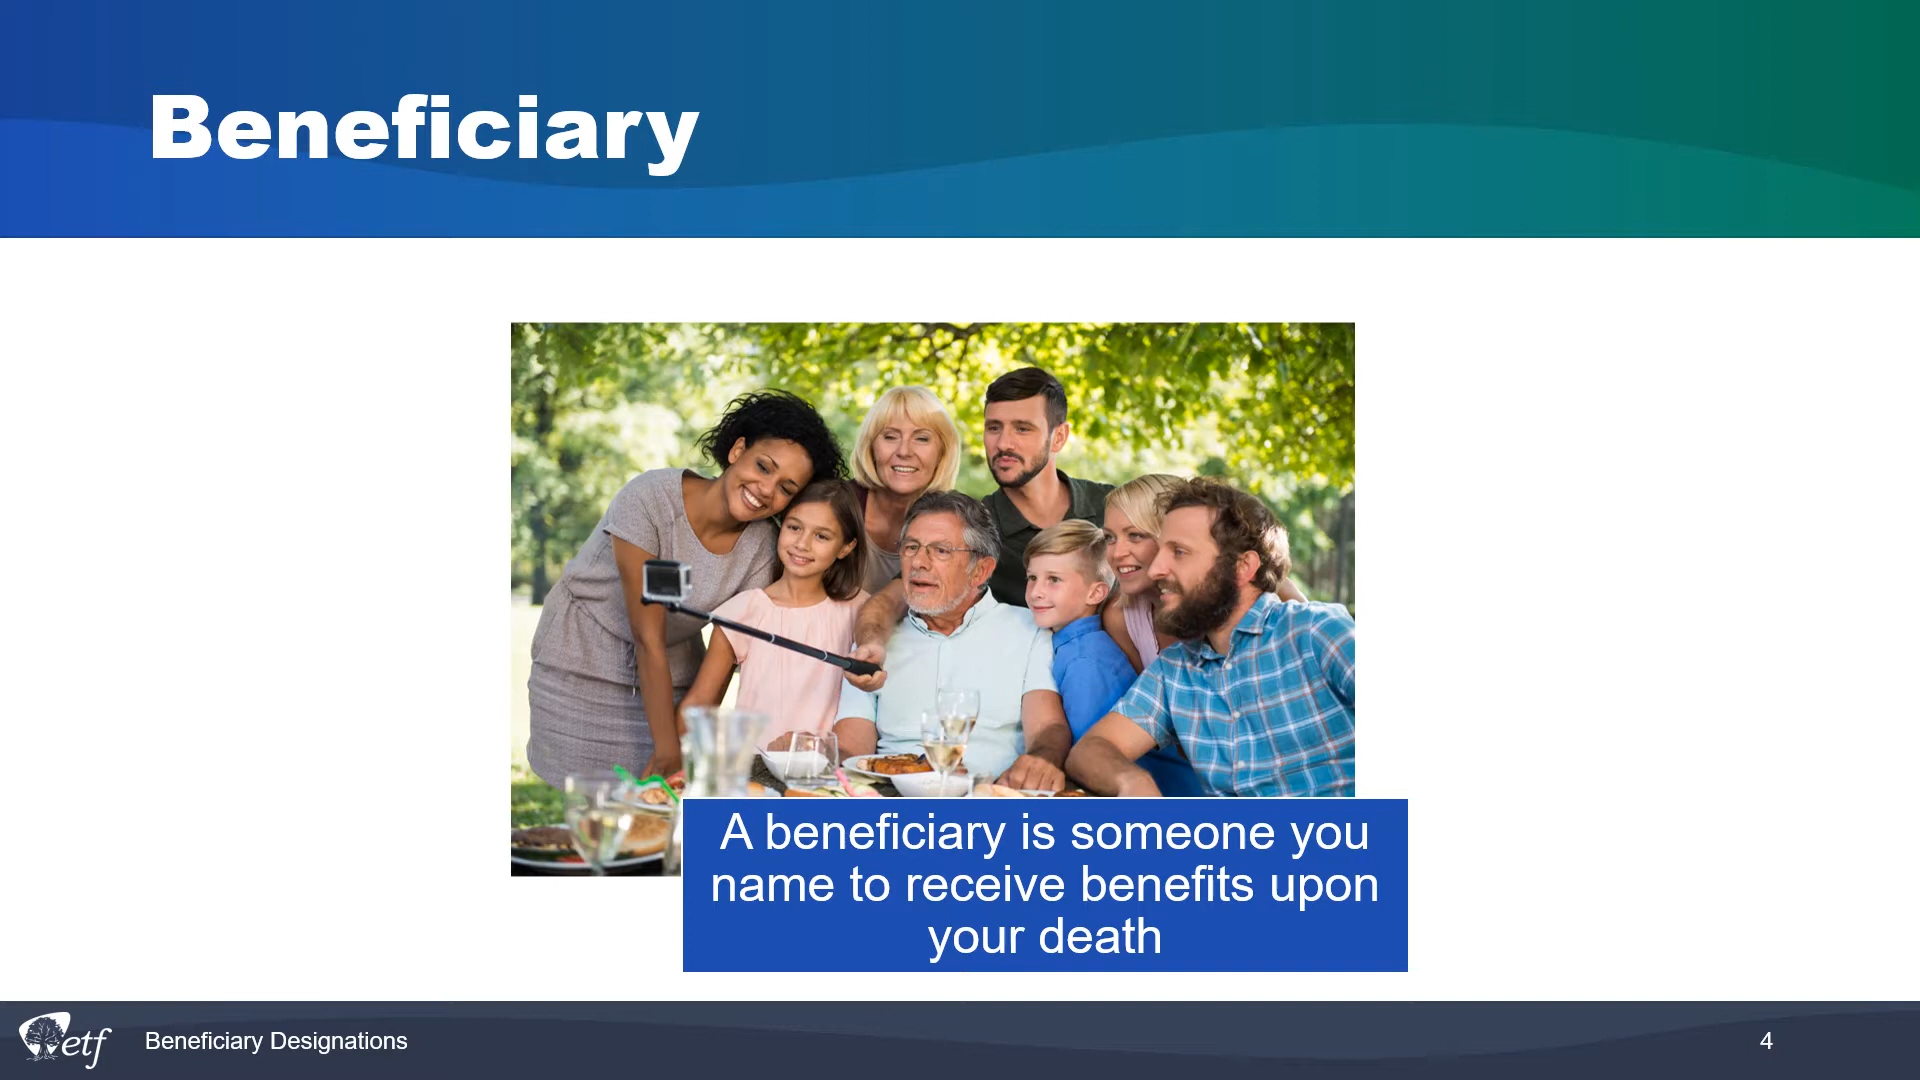 Beneficiary
A beneficiary is someone you
name to receive benefits upon
your death
etf
Beneficiary Designations
4